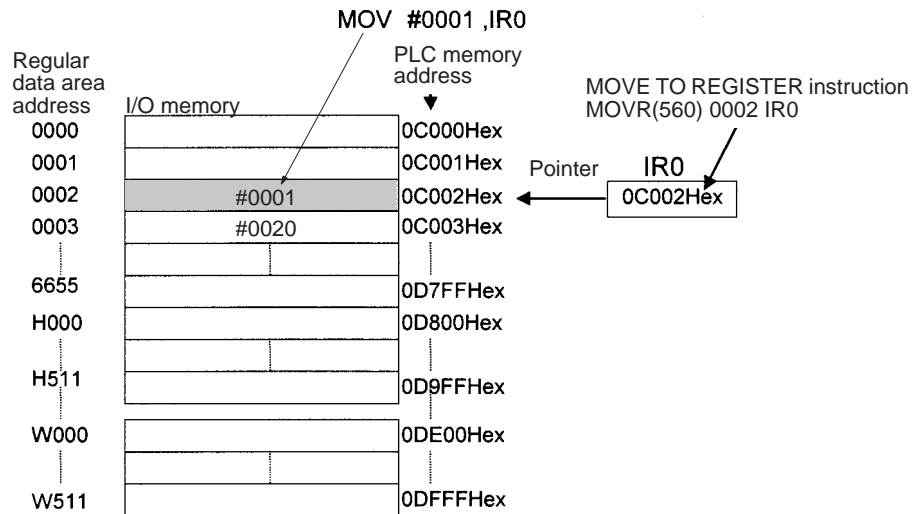 MOV #0001 ,IR0
Regular
data area
address
I/O memory
PLC memory
address
MOVE TO REGISTER instruction
MOVR(560) 0002 IR0
0000
0C000Hex
0001
0C001Hex
Pointer
IR0
0002
#0001
0C002Hex
0C002Hex
0003
#0020
0C003Hex
6655
0D7FFHex
H000
0D800Hex
H511
0D9FFHex
W000
0DE00Hex
W511
0DFFFHex